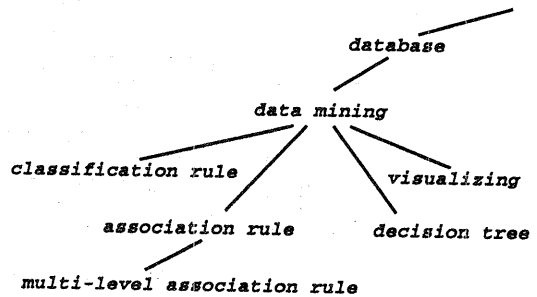 database
data mining
classification rule
visualizing
association rule
decision tree
multi-level association rule